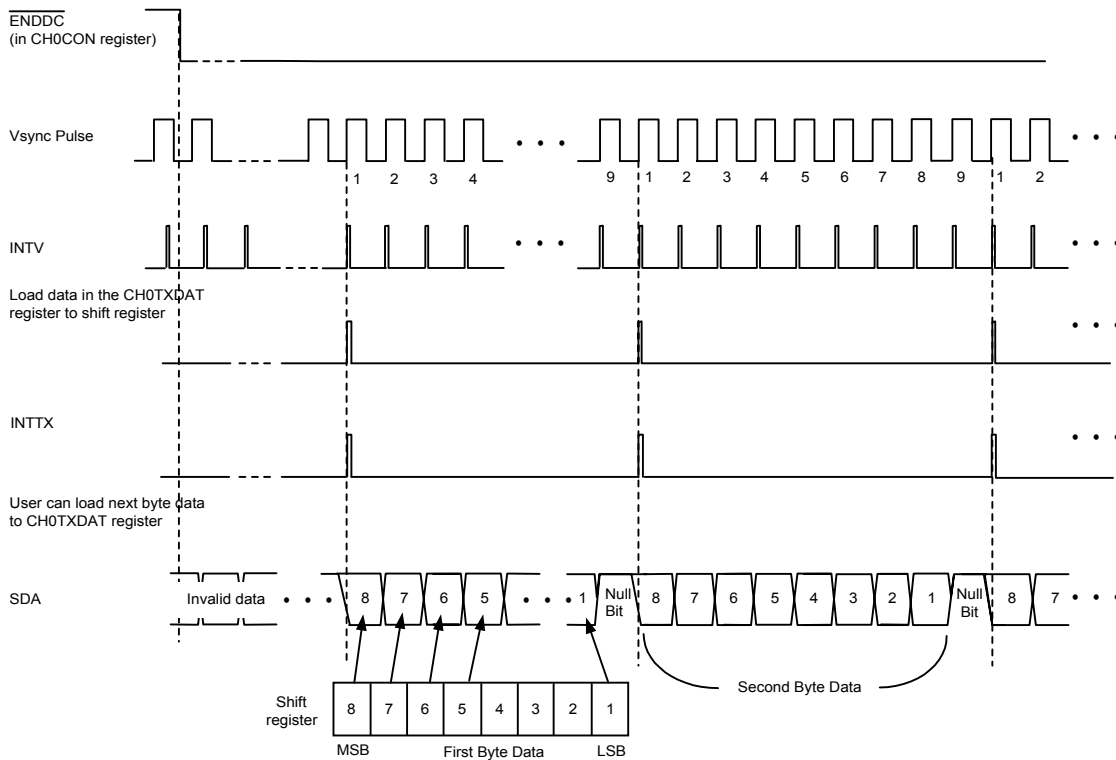 ENDDC
(in CH0CON register)
Vsync Pulse
• • •
• • •
1 2 3 4 9 1 2 3 4 5 6 7 8 9 1 2
INTV
• • •
• • •
Load data in the CH0TXDAT
register to shift register
• • •
INTTX
• • •
User can load next byte data
to CH0TXDAT register
SDA
Invalid data • • • 8 7 6 5 • • • 1 Null Bit 8 7 6 5 4 3 2 1 Null Bit 8 7 • • •
Second Byte Data
Shift
register
8 7 6 5 4 3 2 1
MSB First Byte Data LSB